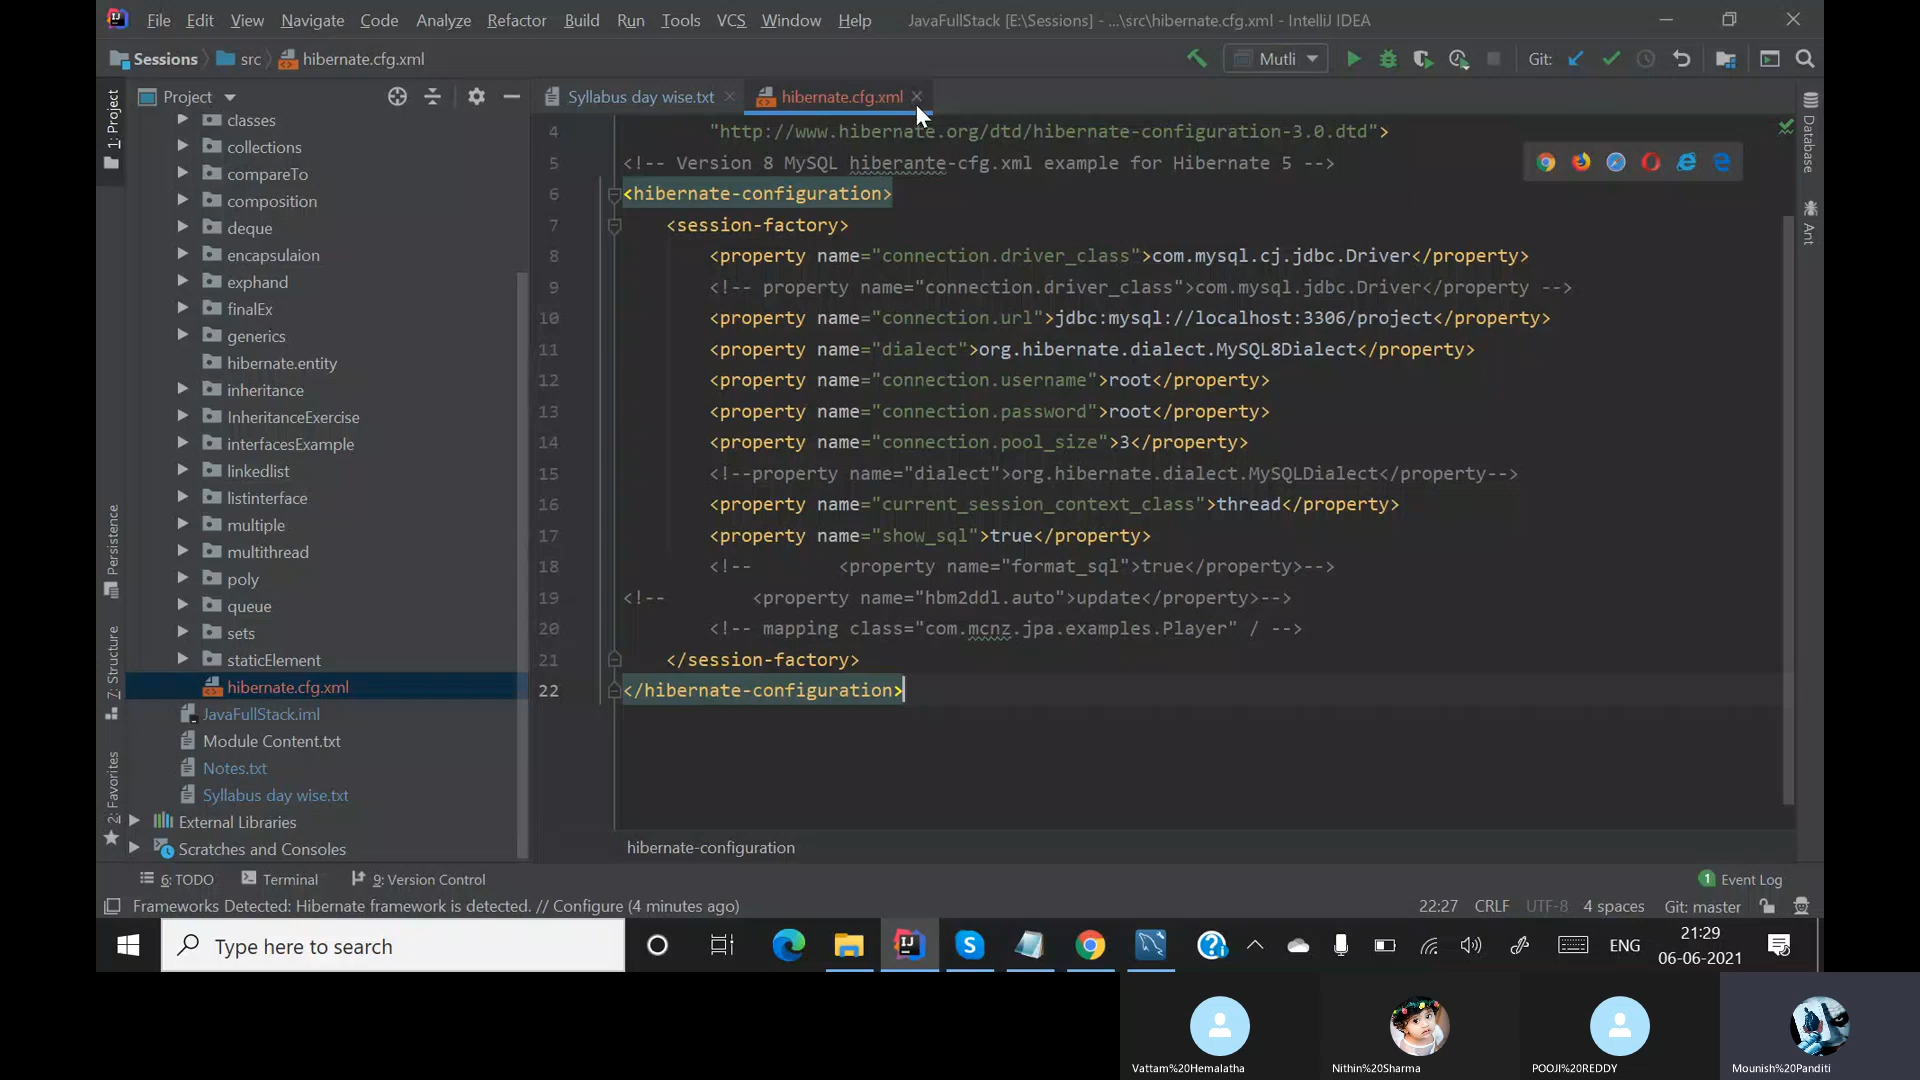 File Edit View Navigate Code Analyze Refactor Build Run Tools VCS Window Help JavaFullStack [E:\Sessions] - ...\src\hibernate.cfg.xml - IntelliJ IDEA
Sessions src hibernate.cfg.xml Mutli Git:
Project
Syllabus day wise.txt hibernate.cfg.xml
1: Project
Persistence
7: Structure
2: Favorites
classes
collections
compareTo
composition
deque
encapsulaion
exphand
finalEx
generics
hibernate.entity
inheritance
InheritanceExercise
interfacesExample
linkedlist
listinterface
multiple
multithread
poly
queue
sets
staticElement
hibernate.cfg.xml
JavaFullStack.iml
Module Content.txt
Notes.txt
Syllabus day wise.txt
External Libraries
Scratches and Consoles
4 "http://www.hibernate.org/dtd/hibernate-configuration-3.0.dtd">
5 <!-- Version 8 MySQL hiberante-cfg.xml example for Hibernate 5 -->
6 <hibernate-configuration>
7 <session-factory>
8 <property name="connection.driver_class">com.mysql.cj.jdbc.Driver</property>
9 <!-- property name="connection.driver_class">com.mysql.jdbc.Driver</property -->
10 <property name="connection.url">jdbc:mysql://localhost:3306/project</property>
11 <property name="dialect">org.hibernate.dialect.MySQL8Dialect</property>
12 <property name="connection.username">root</property>
13 <property name="connection.password">root</property>
14 <property name="connection.pool_size">3</property>
15 <!--property name="dialect">org.hibernate.dialect.MySQLDialect</property-->
16 <property name="current_session_context_class">thread</property>
17 <property name="show_sql">true</property>
18 <!-- <property name="format_sql">true</property>-->
19 <!-- <property name="hbm2ddl.auto">update</property>-->
20 <!-- mapping class="com.mcnz.jpa.examples.Player" / -->
21 </session-factory>
22 </hibernate-configuration>
hibernate-configuration
Database
Ant
6: TODO Terminal 9: Version Control 1 Event Log
Frameworks Detected: Hibernate framework is detected. // Configure (4 minutes ago) 22:27 CRLF UTF-8 4 spaces Git: master
Type here to search ENG 21:29
06-06-2021
Vattam%20Hemalatha Nithin%20Sharma POOJI%20REDDY Mounish%20Panditi